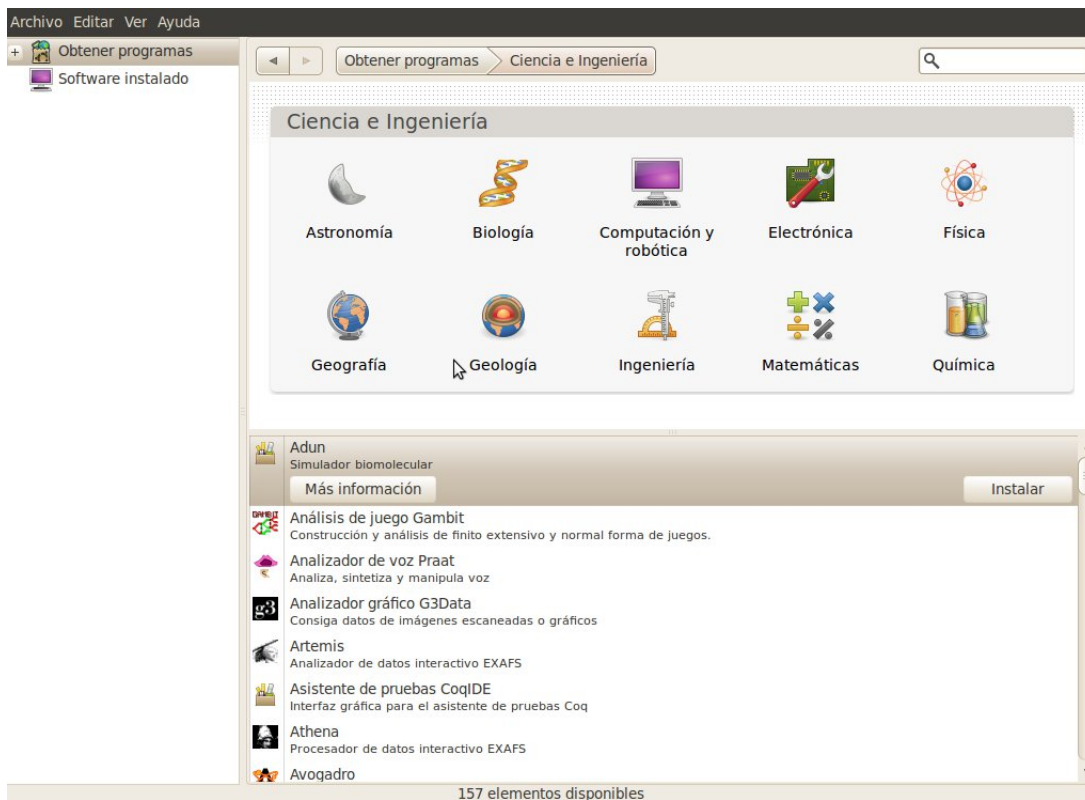 Archivo Editar Ver Ayuda
Obtener programas
Software instalado
Obtener programas Ciencia e Ingeniería
Ciencia e Ingeniería
Astronomía Biología Computación y robótica Electrónica Física
Geografía Geología Ingeniería Matemáticas Química
Adun
Simulador biomolecular
Más información Instalar
GAMBIT
Análisis de juego Gambit
Construcción y análisis de finito extensivo y normal forma de juegos.
Analizador de voz Praat
Analiza, sintetiza y manipula voz
g3
Analizador gráfico G3Data
Consiga datos de imágenes escaneadas o gráficos
Artemis
Analizador de datos interactivo EXAFS
Asistente de pruebas CoqIDE
Interfaz gráfica para el asistente de pruebas Coq
Athena
Procesador de datos interactivo EXAFS
Avogadro
157 elementos disponibles